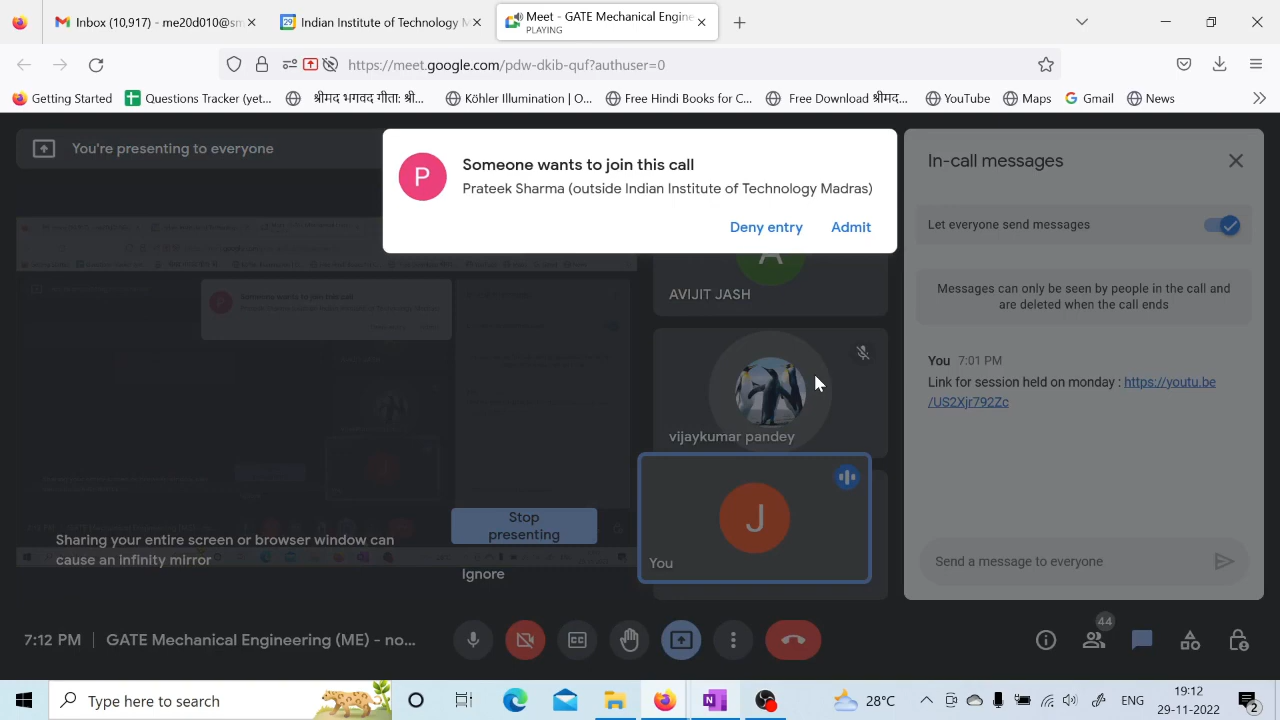 Inbox (10,917) - me20d010@sm
Indian Institute of Technology M
Meet - GATE Mechanical Engine
PLAYING
https://meet.google.com/pdw-dkib-quf?authuser=0
Getting Started
Questions Tracker (yet...
श्रीमद भगवद गीता: श्री...
Köhler Illumination | O...
Free Hindi Books for C...
Free Download श्रीमद...
YouTube
Maps
Gmail
News
You're presenting to everyone
P
Someone wants to join this call
Prateek Sharma (outside Indian Institute of Technology Madras)
Deny entry
Admit
In-call messages
Let everyone send messages
Messages can only be seen by people in the call and
are deleted when the call ends
You 7:01 PM
Link for session held on monday : https://youtu.be
/US2Xjr792Zc
Send a message to everyone
AVIJIT JASH
vijaykumar pandey
J
You
Stop
presenting
Sharing your entire screen or browser window can
cause an infinity mirror
Ignore
7:12 PM
GATE Mechanical Engineering (ME) - no...
44
Type here to search
28°C
ENG
19:12
29-11-2022
2